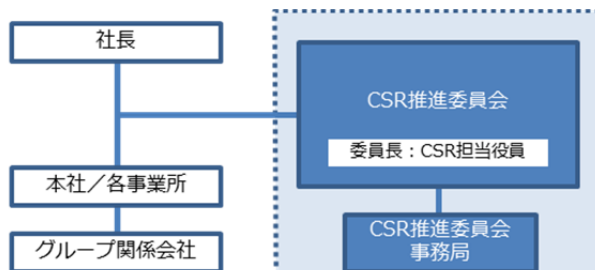 社長
CSR推進委員会
委員長：CSR担当役員
本社／各事業所
グループ関係会社
CSR推進委員会
事務局